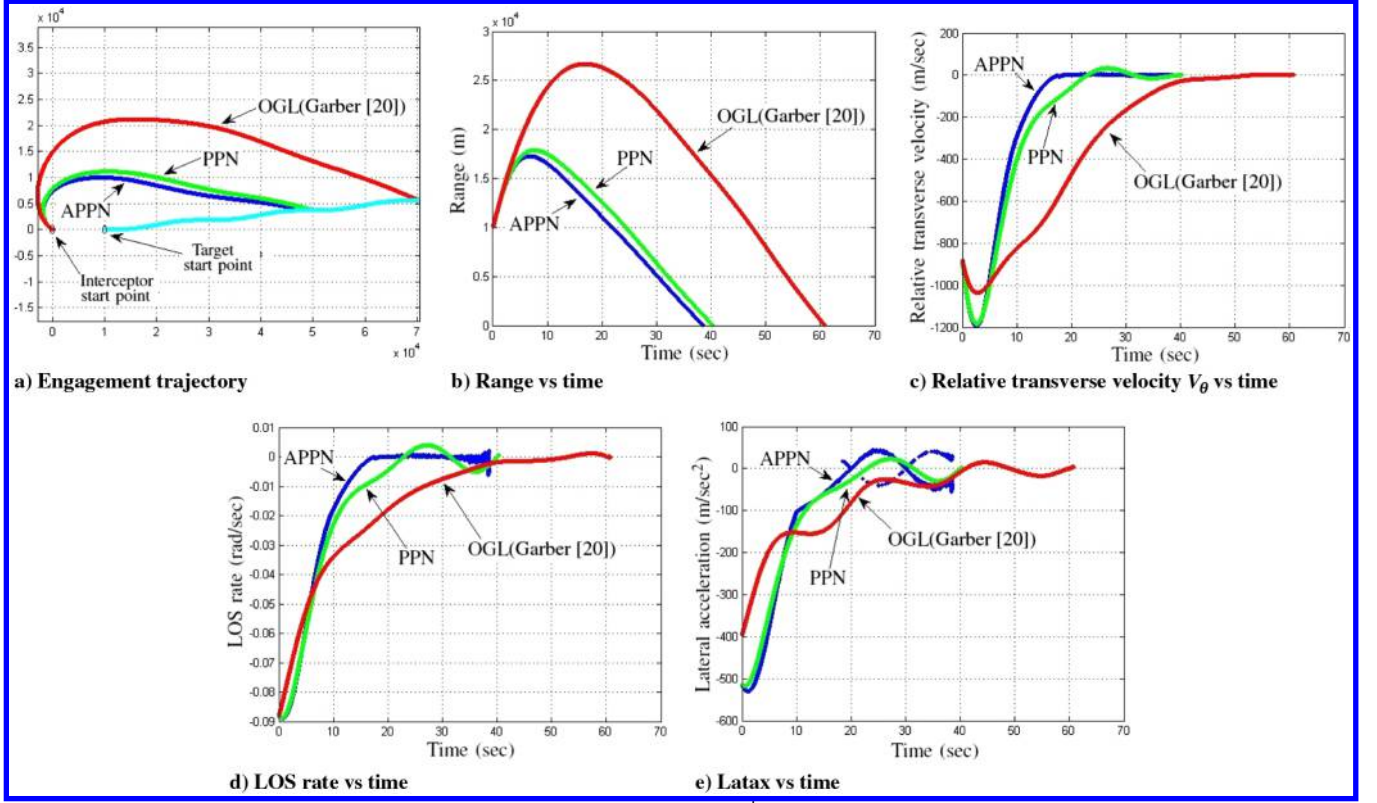 × 10⁴
3.5
3
2.5
2
1.5
1
0.5
0
-0.5
-1
-1.5
0 1 2 3 4 5 6 7
× 10⁴
OGL(Garber [20])
PPN
APPN
Target
start point
Interceptor
start point
a) Engagement trajectory
× 10⁴
3
2.5
2
1.5
1
0.5
0
0 10 20 30 40 50 60 70
Range (m)
Time (sec)
OGL(Garber [20])
PPN
APPN
b) Range vs time
200
0
-200
-400
-600
-800
-1000
-1200
0 10 20 30 40 50 60 70
Relative transverse velocity (m/sec)
Time (sec)
APPN
PPN
OGL(Garber [20])
c) Relative transverse velocity Vθ vs time
0.01
0
-0.01
-0.02
-0.03
-0.04
-0.05
-0.06
-0.07
-0.08
-0.09
0 10 20 30 40 50 60 70
LOS rate (rad/sec)
Time (sec)
APPN
PPN
OGL(Garber [20])
d) LOS rate vs time
100
0
-100
-200
-300
-400
-500
-600
0 10 20 30 40 50 60 70
Lateral acceleration (m/sec²)
Time (sec)
APPN
OGL(Garber [20])
PPN
e) Latax vs time